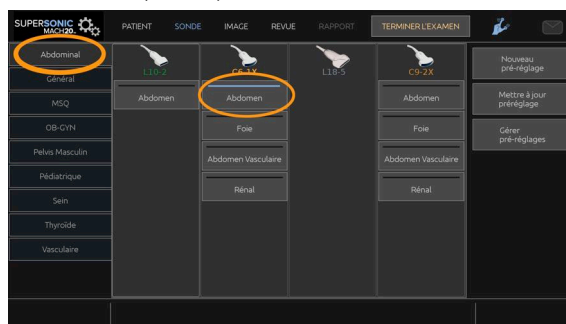 SUPERSONIC
MACH20
PATIENT SONDE IMAGE REVUE RAPPORT TERMINER L'EXAMEN
Abdominal
Général
MSQ
OB-GYN
Pelvis Masculin
Pédiatrique
Sein
Thyroïde
Vasculaire
L10-2
Abdomen
C6-1X
Abdomen
Foie
Abdomen Vasculaire
Rénal
L18-5
C9-2X
Abdomen
Foie
Abdomen Vasculaire
Rénal
Nouveau
pré-réglage
Mettre à jour
préréglage
Gérer
pré-réglages